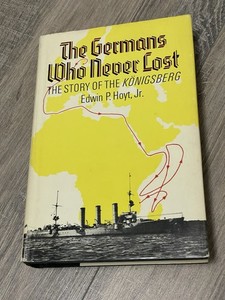 The Germans
Who Never Lost
THE STORY OF THE KÖNIGSBERG
Edwin P. Hoyt, Jr.